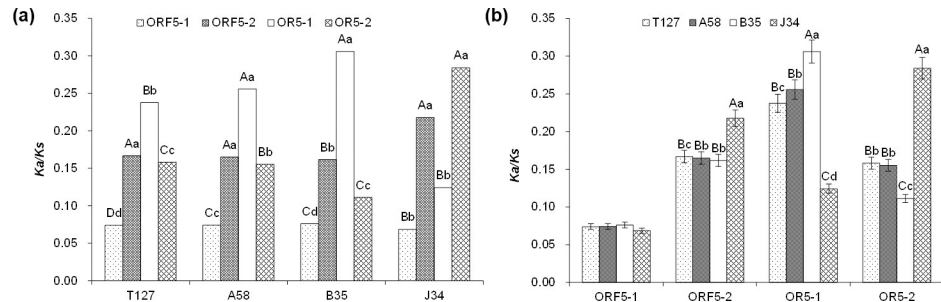 (a)
ORF5-1 ORF5-2 OR5-1 OR5-2
0.35
0.30
0.25
0.20
0.15
0.10
0.05
0.00
Ka/Ks
Dd Aa Bb Cc
Cc Aa Aa Bb
Cd Bb Aa Cc
Bb Aa Bb Aa
T127 A58 B35 J34
(b)
T127 A58 B35 J34
0.35
0.30
0.25
0.20
0.15
0.10
0.05
0.00
Ka/Ks
Bc Bb Bb Aa
Bc Bb Aa Cd
Bb Bb Cc Aa
ORF5-1 ORF5-2 OR5-1 OR5-2